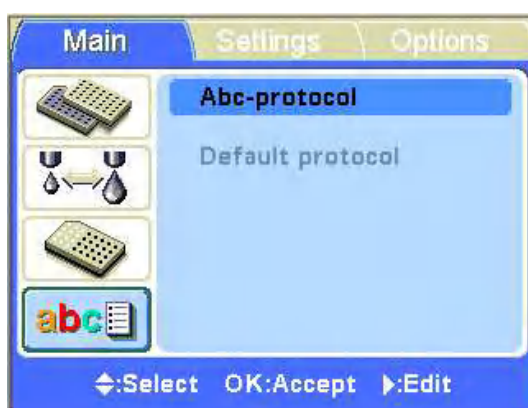 Main Settings Options
Abc-protocol
Default protocol
abc
:Select OK:Accept :Edit